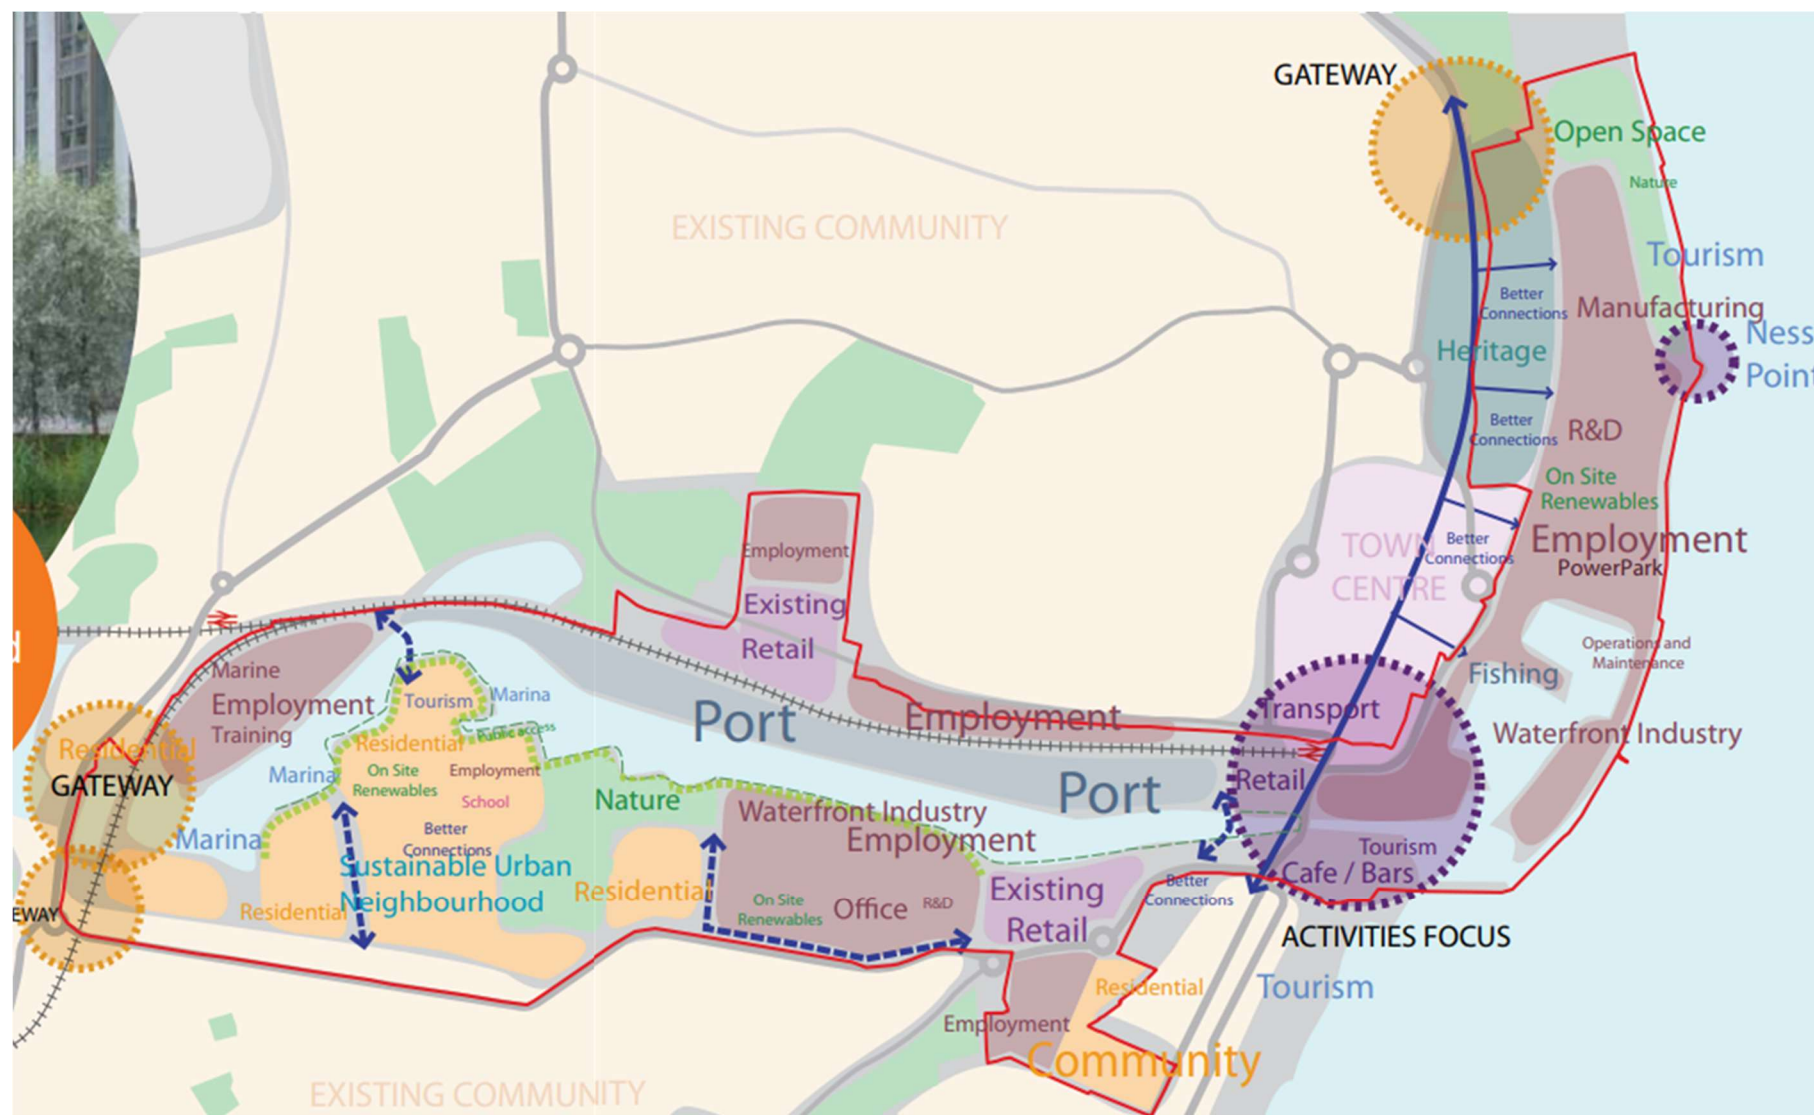 GATEWAY
Open Space
Nature
EXISTING COMMUNITY
Tourism
Better
Connections
Manufacturing
Ness
Point
Heritage
Better
Connections
R&D
On Site
Renewables
Employment
PowerPark
TOWN
CENTRE
Better
Connections
Employment
Existing
Retail
Operations and
Maintenance
Fishing
d
Marine
Employment
Training
Tourism
Marina
Port
Employment
Transport
Waterfront Industry
Residential
GATEWAY
Public access
Residential
Marina
On Site
Renewables
Employment
School
Nature
Port
Retail
Waterfront Industry
Employment
Marina
Better
Connections
Sustainable Urban
Neighbourhood
Tourism
Cafe / Bars
Residential
Existing
Retail
Better
Connections
EWAY
Residential
On Site
Renewables
Office
R&D
ACTIVITIES FOCUS
Residential
Tourism
Employment
Community
EXISTING COMMUNITY